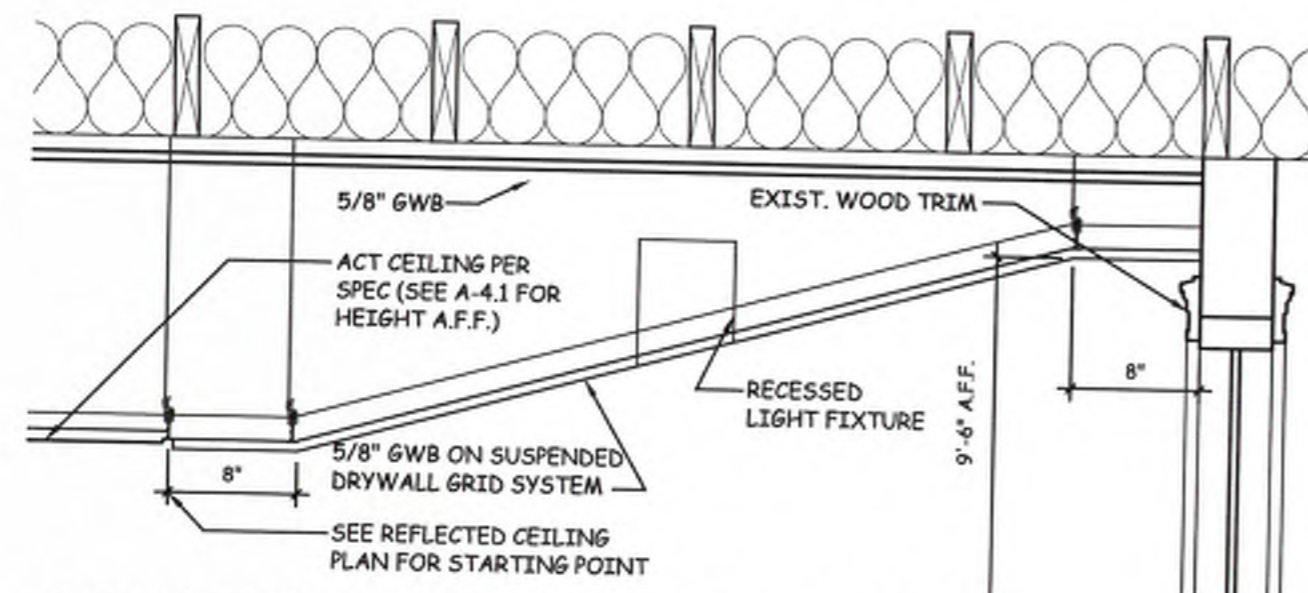 5/8" GWB
EXIST. WOOD TRIM
ACT CEILING PER
SPEC (SEE A-4.1 FOR
HEIGHT A.F.F.)
8"
RECESSED
LIGHT FIXTURE
9'-6" A.F.F.
5/8" GWB ON SUSPENDED
DRYWALL GRID SYSTEM
8"
SEE REFLECTED CEILING
PLAN FOR STARTING POINT